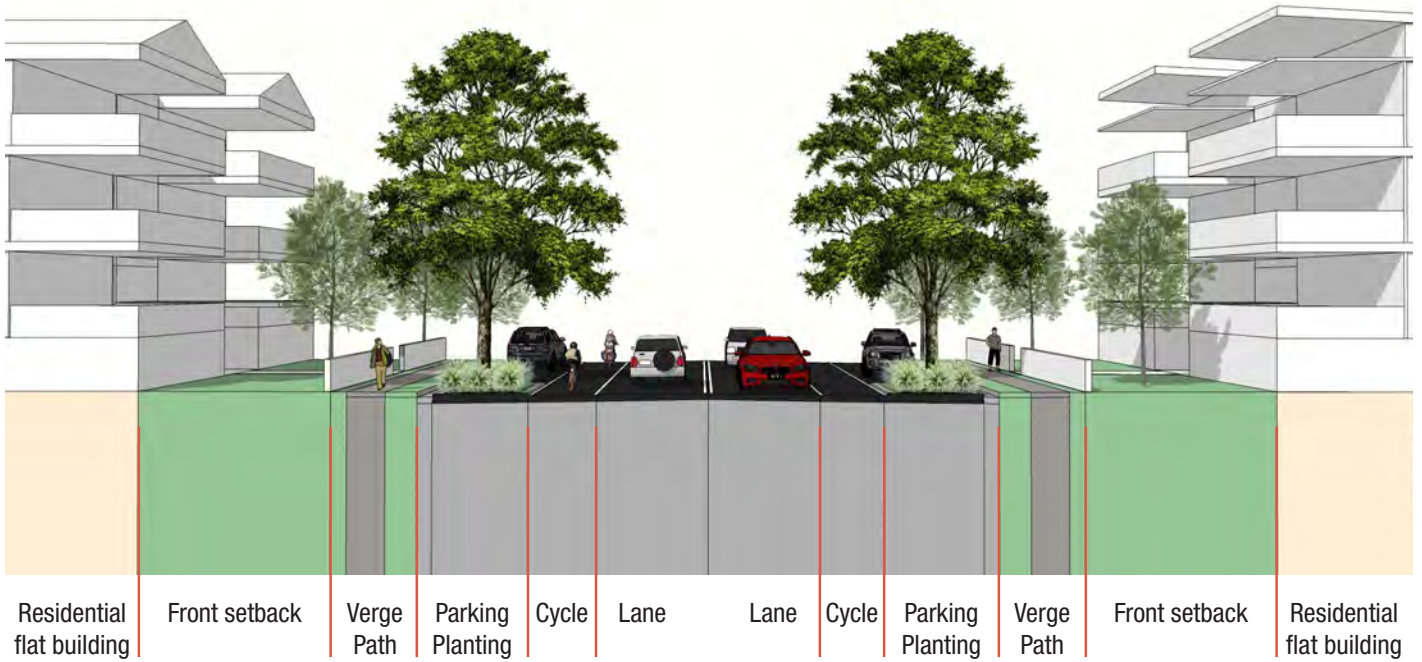 Residential
flat building
Front setback
Verge
Path
Parking
Planting
Cycle
Lane
Lane
Cycle
Parking
Planting
Verge
Path
Front setback
Residential
flat building